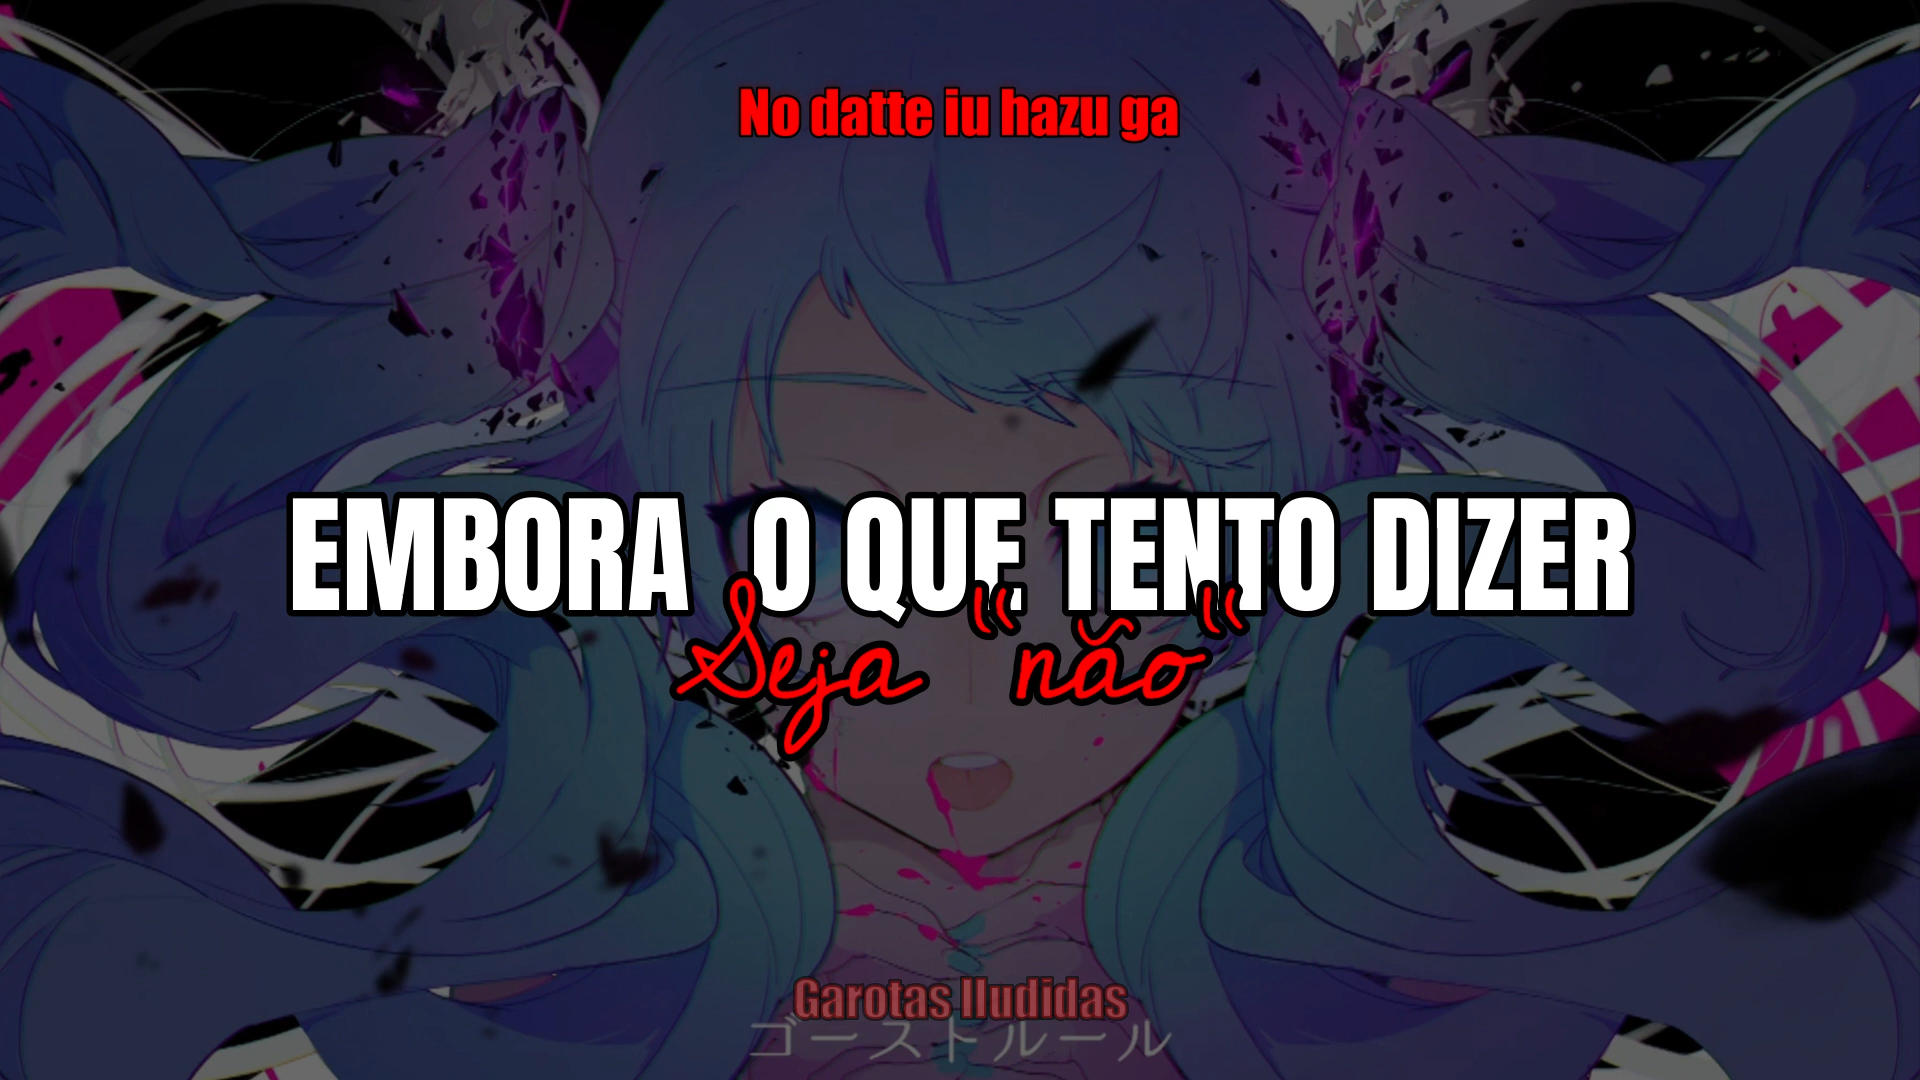 No datte iu hazu ga
EMBORA O QUE TENTO DIZER
Seja "não"
Garotas Iludidas
ゴーストルール